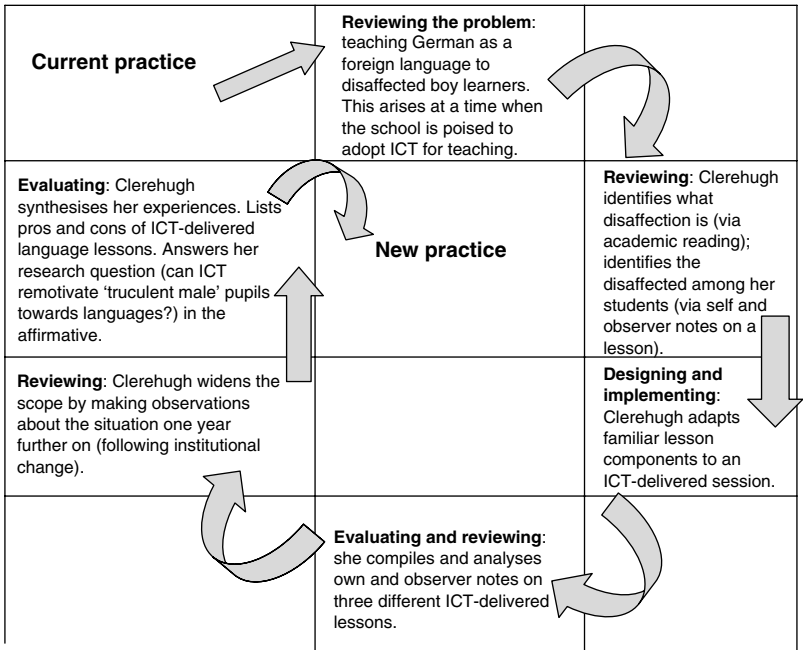 Current practice
Reviewing the problem:
teaching German as a
foreign language to
disaffected boy learners.
This arises at a time when
the school is poised to
adopt ICT for teaching.
Reviewing: Clerehugh
identifies what
disaffection is (via
academic reading);
identifies the
disaffected among her
students (via self and
observer notes on a
lesson).
Designing and
implementing:
Clerehugh adapts
familiar lesson
components to an
ICT-delivered session.
Evaluating and reviewing:
she compiles and analyses
own and observer notes on
three different ICT-delivered
lessons.
Reviewing: Clerehugh widens the
scope by making observations
about the situation one year
further on (following institutional
change).
Evaluating: Clerehugh
synthesises her experiences. Lists
pros and cons of ICT-delivered
language lessons. Answers her
research question (can ICT
remotivate ‘truculent male’ pupils
towards languages?) in the
affirmative.
New practice